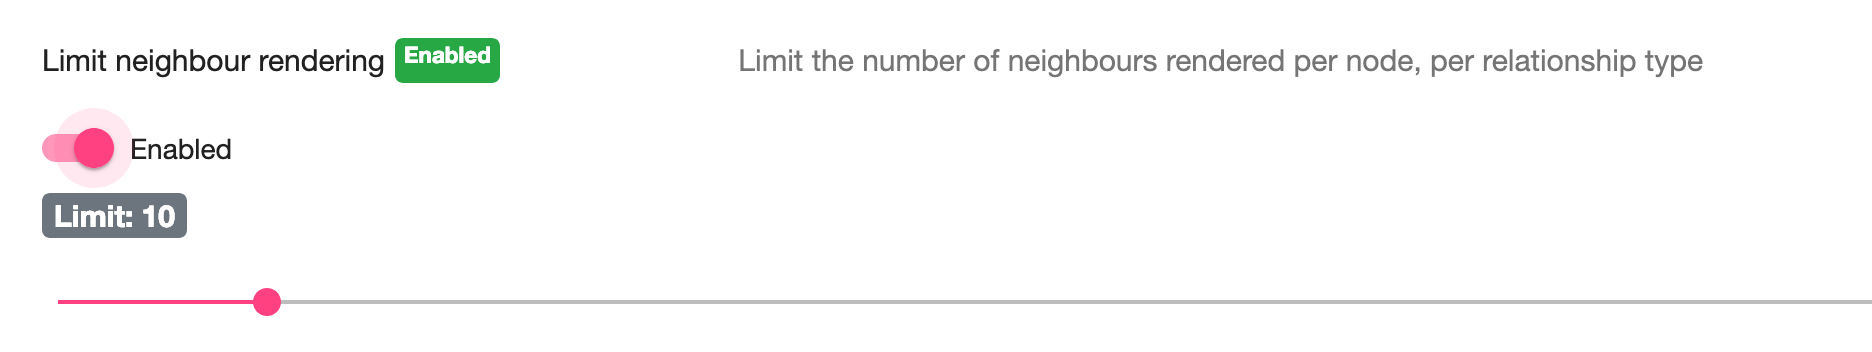 Limit neighbour rendering Enabled
Limit the number of neighbours rendered per node, per relationship type
Enabled
Limit: 10